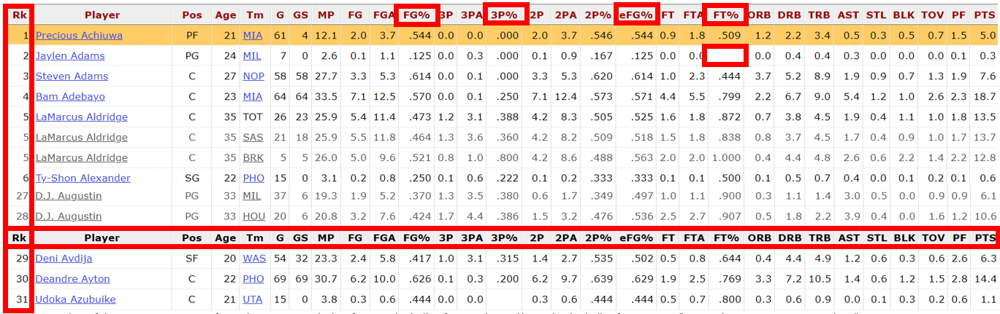 Rk Player Pos Age Tm G GS MP FG FGA FG% 3P 3PA 3P% 2P 2PA 2P% eFG% FT FTA FT% ORB DRB TRB AST STL BLK TOV PF PTS
1 Precious Achiuwa PF 21 MIA 61 4 12.1 2.0 3.7 .544 0.0 0.0 .000 2.0 3.7 .546 .544 0.9 1.8 .509 1.2 2.2 3.4 0.5 0.3 0.5 0.7 1.5 5.0
2 Jaylen Adams PG 24 MIL 7 0 2.6 0.1 1.1 .125 0.0 0.3 .000 0.1 0.9 .167 .125 0.0 0.0 0.0 0.4 0.4 0.3 0.0 0.0 0.0 0.1 0.3
3 Steven Adams C 27 NOP 58 58 27.7 3.3 5.3 .614 0.0 0.1 .000 3.3 5.3 .620 .614 1.0 2.3 .444 3.7 5.2 8.9 1.9 0.9 0.7 1.3 1.9 7.6
4 Bam Adebayo C 23 MIA 64 64 33.5 7.1 12.5 .570 0.0 0.1 .250 7.1 12.4 .573 .571 4.4 5.5 .799 2.2 6.7 9.0 5.4 1.2 1.0 2.6 2.3 18.7
5 LaMarcus Aldridge C 35 TOT 26 23 25.9 5.4 11.4 .473 1.2 3.1 .388 4.2 8.3 .505 .525 1.6 1.8 .872 0.7 3.8 4.5 1.9 0.4 1.1 1.0 1.8 13.5
5 LaMarcus Aldridge C 35 SAS 21 18 25.9 5.5 11.8 .464 1.3 3.6 .360 4.2 8.2 .509 .518 1.5 1.8 .838 0.8 3.7 4.5 1.7 0.4 0.9 1.0 1.7 13.7
5 LaMarcus Aldridge C 35 BRK 5 5 26.0 5.0 9.6 .521 0.8 1.0 .800 4.2 8.6 .488 .563 2.0 2.0 1.000 0.4 4.4 4.8 2.6 0.6 2.2 1.4 2.2 12.8
6 Ty-Shon Alexander SG 22 PHO 15 0 3.1 0.2 0.8 .250 0.1 0.6 .222 0.1 0.2 .333 .333 0.1 0.1 .500 0.1 0.5 0.7 0.4 0.0 0.1 0.2 0.1 0.6
27 D.J. Augustin PG 33 MIL 37 6 19.3 1.9 5.2 .370 1.3 3.5 .380 0.6 1.7 .349 .497 1.0 1.1 .900 0.3 1.1 1.4 3.0 0.5 0.0 0.9 0.9 6.1
28 D.J. Augustin PG 33 HOU 20 6 20.8 3.2 7.6 .424 1.7 4.4 .386 1.5 3.2 .476 .536 2.5 2.7 .907 0.5 1.8 2.2 3.9 0.4 0.0 1.6 1.2 10.6
Rk Player Pos Age Tm G GS MP FG FGA FG% 3P 3PA 3P% 2P 2PA 2P% eFG% FT FTA FT% ORB DRB TRB AST STL BLK TOV PF PTS
29 Deni Avdija SF 20 WAS 54 32 23.3 2.4 5.8 .417 1.0 3.1 .315 1.4 2.7 .535 .502 0.5 0.8 .644 0.4 4.4 4.9 1.2 0.6 0.3 0.6 2.6 6.3
30 Deandre Ayton C 22 PHO 69 69 30.7 6.2 10.0 .626 0.1 0.3 .200 6.2 9.7 .639 .629 1.9 2.5 .769 3.3 7.2 10.5 1.4 0.6 1.2 1.5 2.8 14.4
31 Udoka Azubuike C 21 UTA 15 0 3.8 0.3 0.6 .444 0.0 0.0 0.3 0.6 .444 .444 0.5 0.7 .800 0.3 0.6 0.9 0.0 0.1 0.3 0.2 0.6 1.1